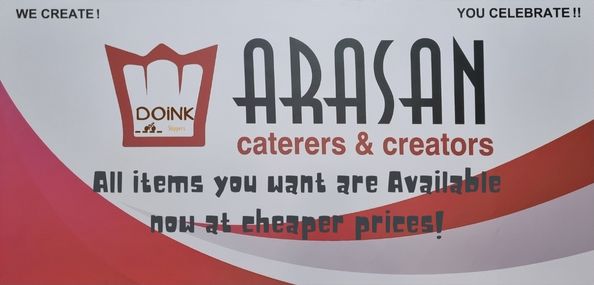 WE CREATE!
YOU CELEBRATE!!
DOiNK
ARASAN
caterers & creators
All items you want are Available
now at cheaper prices!